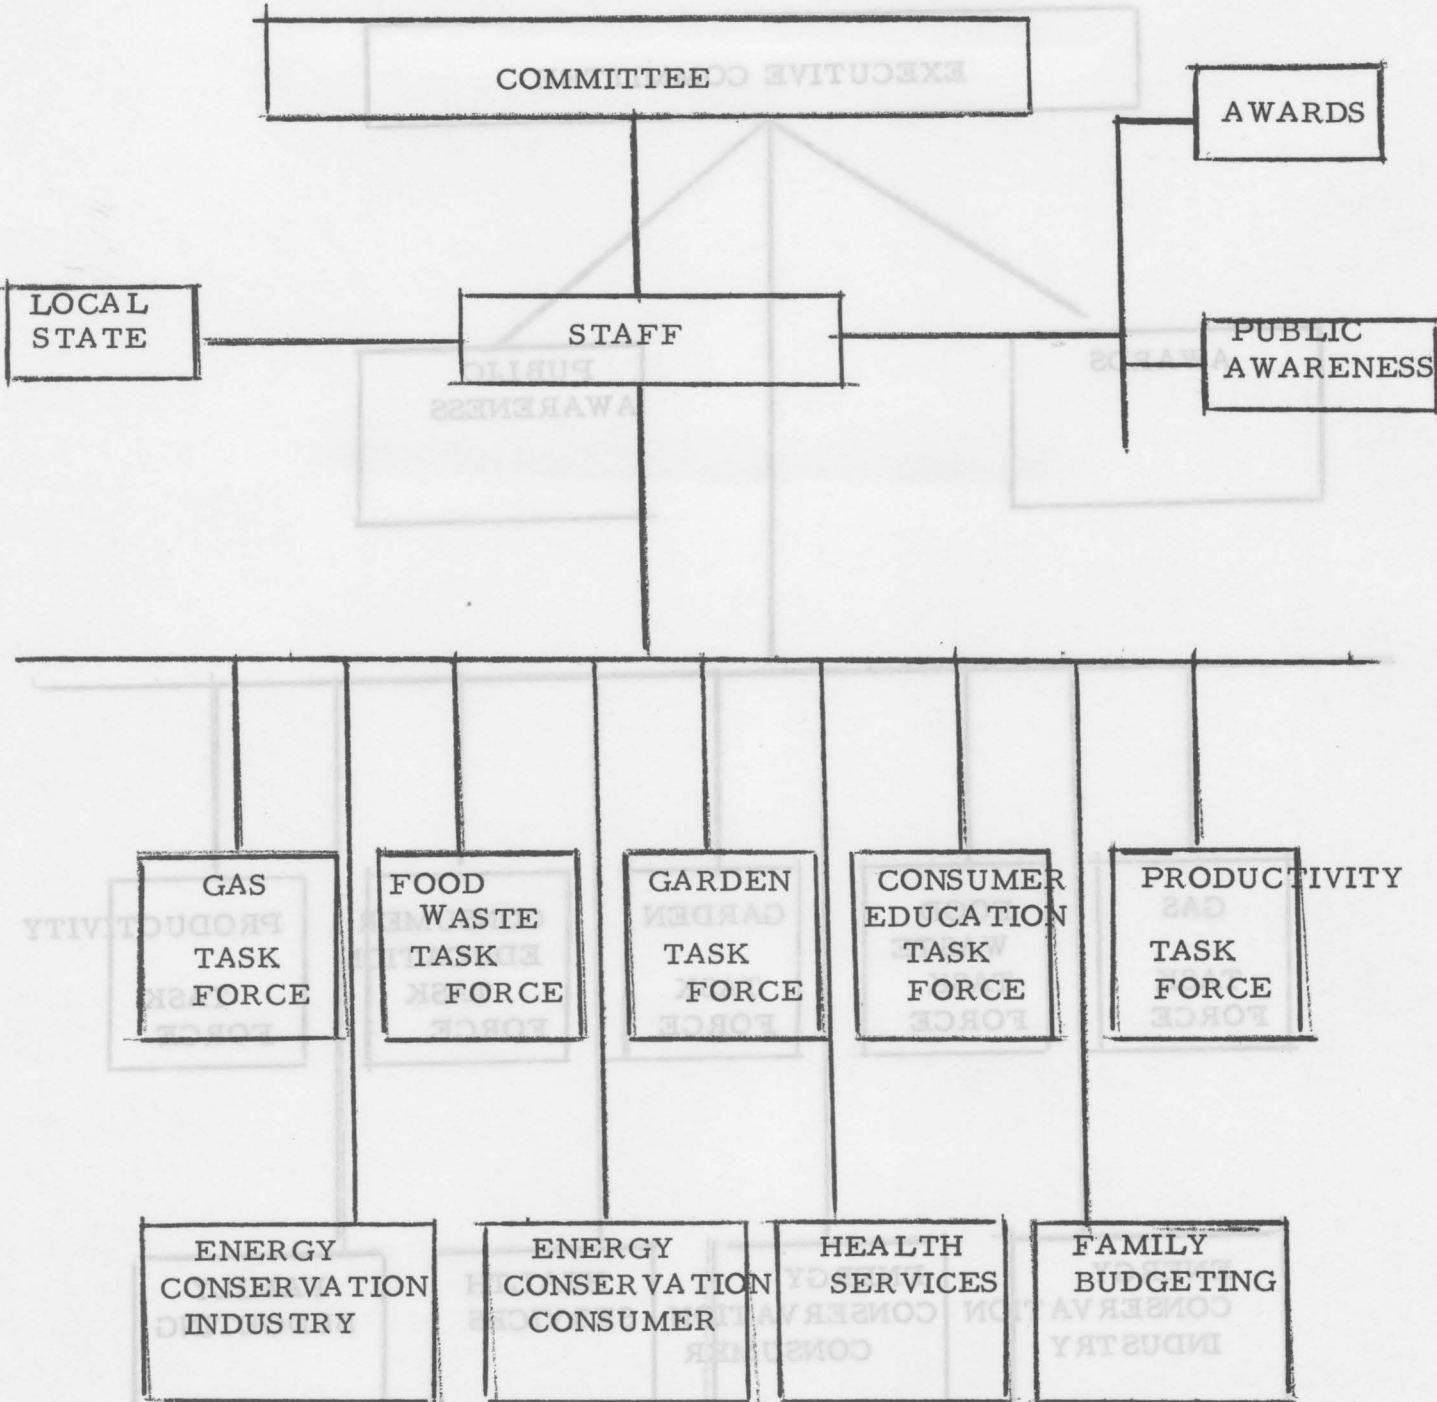 COMMITTEE
AWARDS
LOCAL
STATE
STAFF
PUBLIC
AWARENESS
GAS
TASK
FORCE
FOOD
WASTE
TASK
FORCE
GARDEN
TASK
FORCE
CONSUMER
EDUCATION
TASK
FORCE
PRODUCTIVITY
TASK
FORCE
ENERGY
CONSERVATION
INDUSTRY
ENERGY
CONSERVATION
CONSUMER
HEALTH
SERVICES
FAMILY
BUDGETING